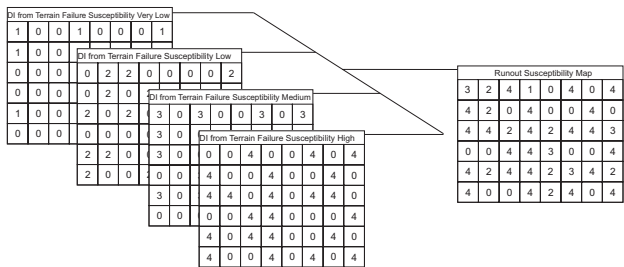 DI from Terrain Failure Susceptibility Very Low
1 0 0 1 0 0 0 1
1 0 0
0 0 0
0 0 0
1 0 0
0 0 0
DI from Terrain Failure Susceptibility Low
0 2 2 0 0 0 0 2
0 2 0
2 0 2
0 0 0
2 2 0
2 0 0
DI from Terrain Failure Susceptibility Medium
3 0 3 0 0 3 0 3
3 0
3 0
0 0
3 0
0 0
DI from Terrain Failure Susceptibility High
0 0 4 0 0 4 0 4
4 0 0 4 0 0 4 0
4 4 0 4 0 4 4 0
0 0 4 4 0 0 0 4
4 0 4 4 0 0 4 0
4 0 4 0 0 4 0 4
Runout Susceptibility Map
3 2 4 1 0 4 0 4
4 2 0 4 0 0 4 0
4 4 2 4 2 4 4 3
0 0 4 4 3 0 0 4
4 2 4 4 2 3 4 2
4 0 0 4 2 4 0 4